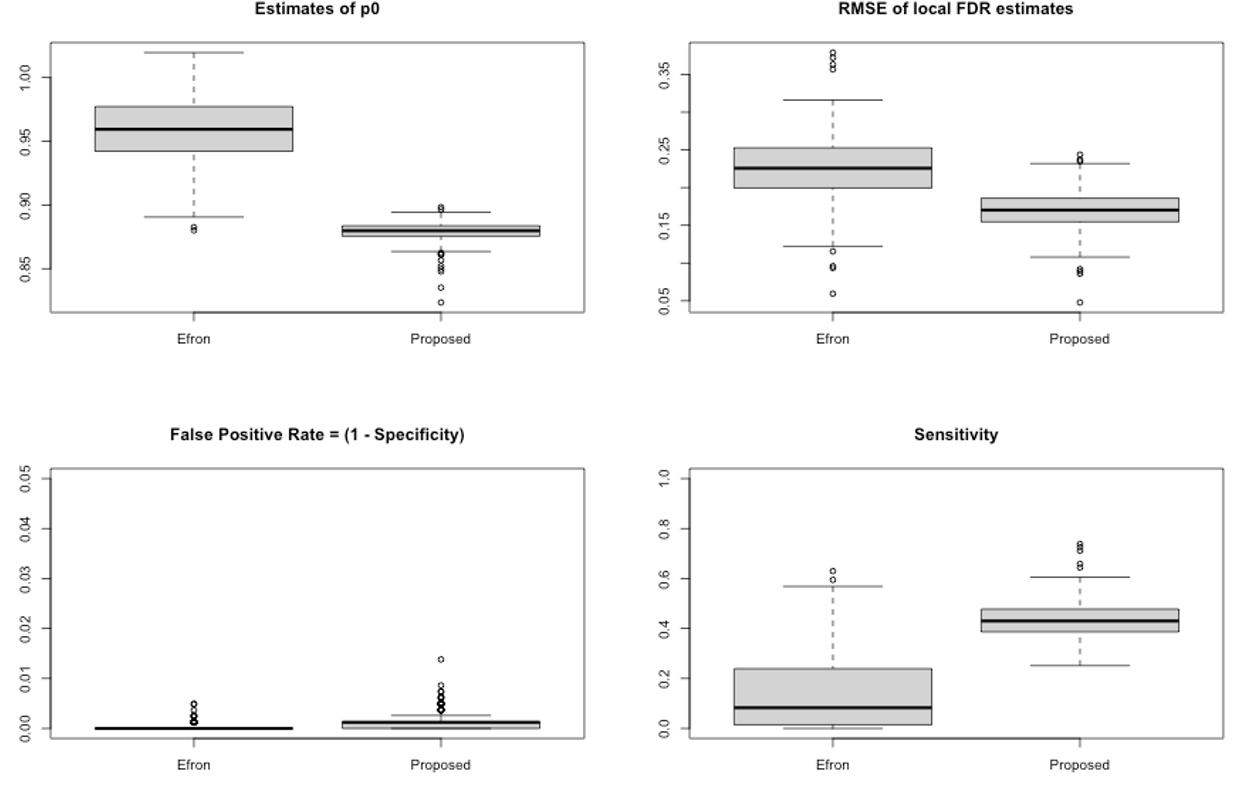 Estimates of p0
1.00
0.95
0.90
0.85
Efron Proposed
RMSE of local FDR estimates
0.35
0.25
0.15
0.05
Efron Proposed
False Positive Rate = (1 - Specificity)
0.05
0.04
0.03
0.02
0.01
0.00
Efron Proposed
Sensitivity
1.0
0.8
0.6
0.4
0.2
0.0
Efron Proposed